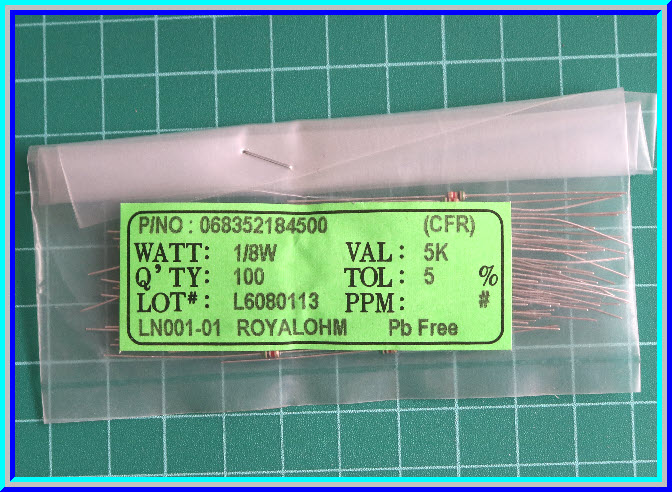 P/NO : 068352184500 (CFR)
WATT: 1/8W VAL: 5K
Q'TY: 100 TOL: 5 %
LOT#: L6080113 PPM: #
LN001-01 ROYALOHM Pb Free